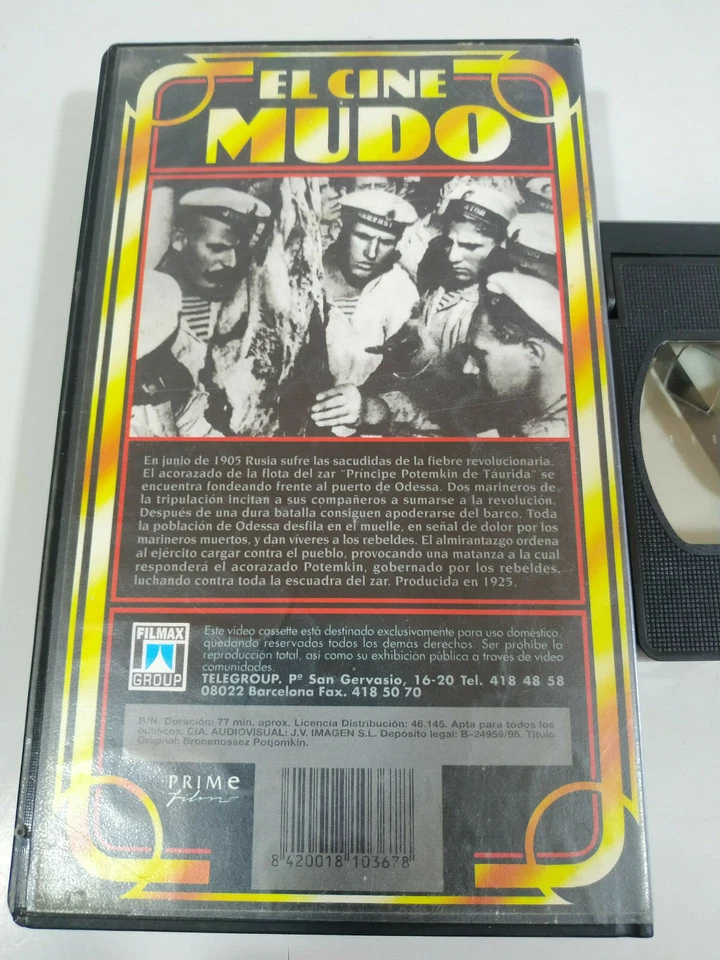 EL CINE
MUDO
En junio de 1905 Rusia sufre las sacudidas de la fiebre revolucionaria.
El acorazado de la flota del zar "Príncipe Potemkin de Táurida" se
encuentra fondeando frente al puerto de Odessa. Dos marineros de
la tripulación incitan a sus compañeros a sumarse a la revolución.
Después de una dura batalla consiguen apoderarse del barco. Toda
la población de Odessa desfila en el muelle, en señal de dolor por los
marineros muertos, y dan víveres a los rebeldes. El almirantazgo ordena
al ejército cargar contra el pueblo, provocando una matanza a la cual
responderá el acorazado Potemkin, gobernado por los rebeldes,
luchando contra toda la escuadra del zar. Producida en 1925.
FILMAX
GROUP
Este video cassette está destinado exclusivamente para uso doméstico,
quedando reservados todos los demás derechos. Ser prohibe la
reproducción total, así como su exhibición pública a traves de video
comunidades.
TELEGROUP. Pº San Gervasio, 16-20 Tel. 418 48 58
08022 Barcelona Fax. 418 50 70
B/N. Duración: 77 min. aprox. Licencia Distribución: 46.145. Apta para todos los
públicos. CIA. AUDIOVISUAL: J.V. IMAGEN S.L. Depósito legal: B-24959/95. Título
Original: Bronenossez Potjomkin.
PRIMe
film
8 420018 103678